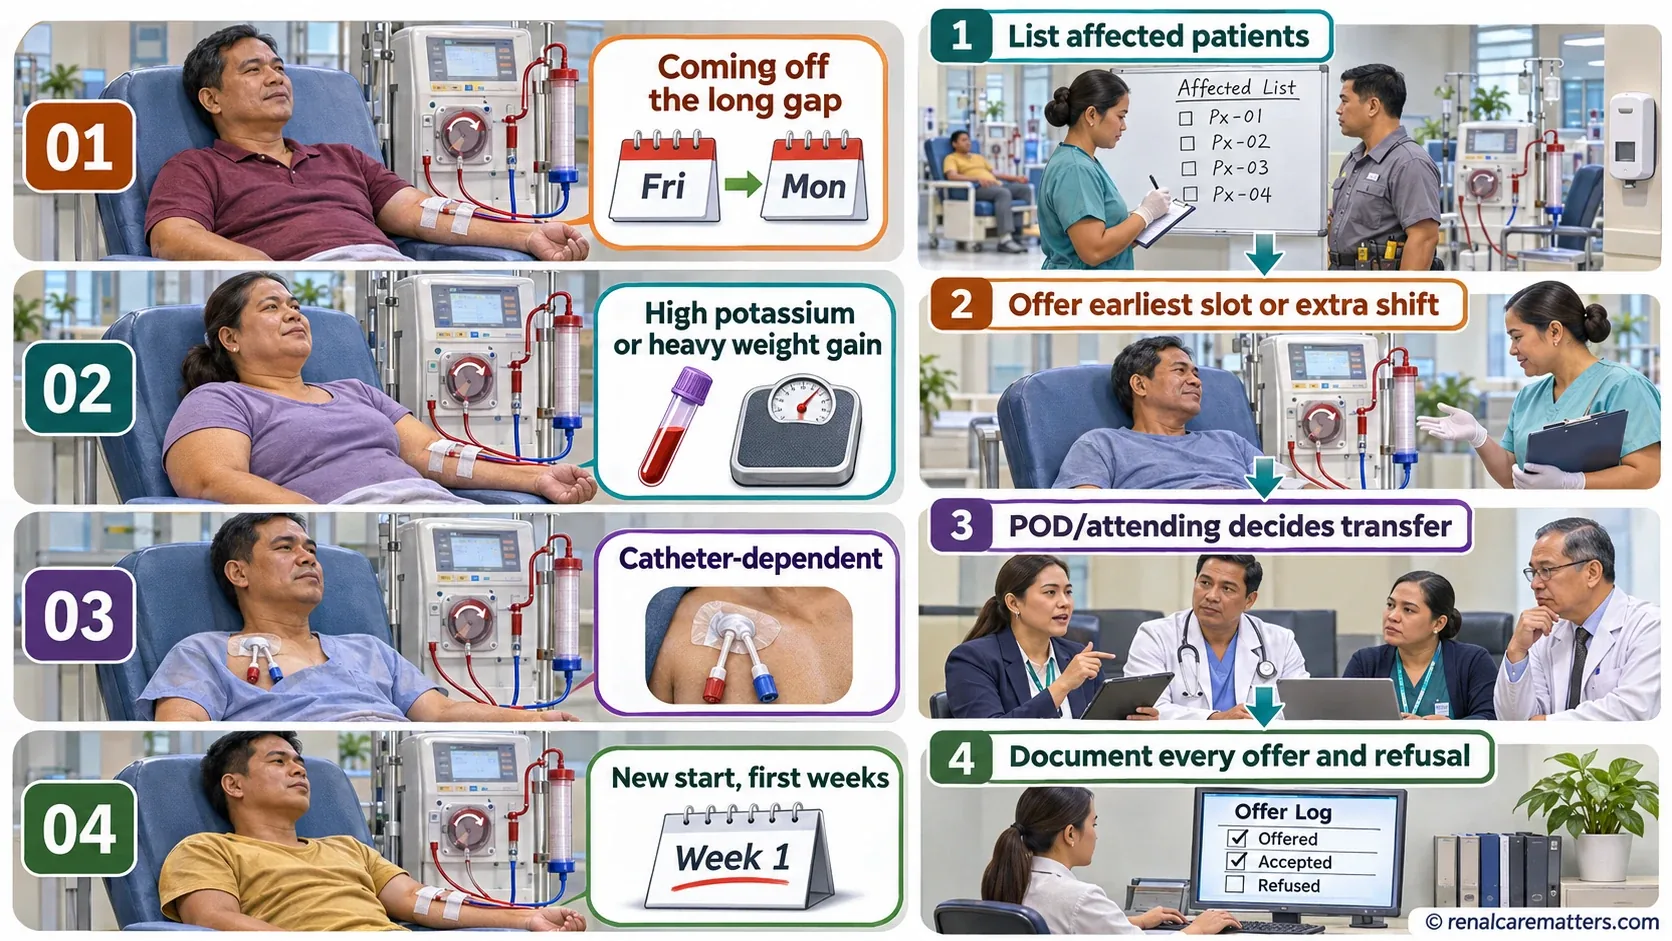 01
Coming off
the long gap
Fri
Mon
02
High potassium
or heavy weight gain
03
Catheter-dependent
04
New start, first weeks
Week 1
1
List affected patients
Affected List
Px-01
Px-02
Px-03
Px-04
2
Offer earliest slot or extra shift
3
POD/attending decides transfer
4
Document every offer and refusal
Offer Log
Offered
Accepted
Refused
© renalcarematters.com